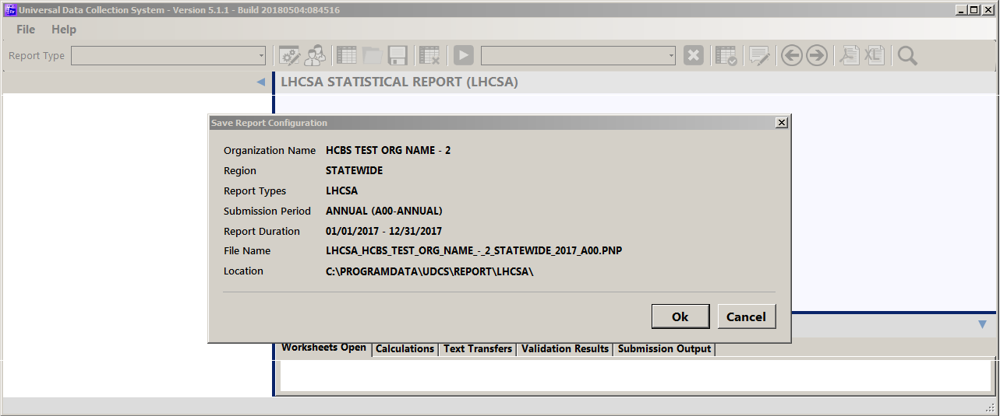 Universal Data Collection System - Version 5.1.1 - Build 20180504:084516
File Help
Report Type
LHCSA STATISTICAL REPORT (LHCSA)
Save Report Configuration
Organization Name HCBS TEST ORG NAME - 2
Region STATEWIDE
Report Types LHCSA
Submission Period ANNUAL (A00-ANNUAL)
Report Duration 01/01/2017 - 12/31/2017
File Name LHCSA_HCBS_TEST_ORG_NAME_-_2_STATEWIDE_2017_A00.PNP
Location C:\PROGRAMDATA\UDCS\REPORT\LHCSA\
Ok Cancel
Worksheets Open Calculations Text Transfers Validation Results Submission Output